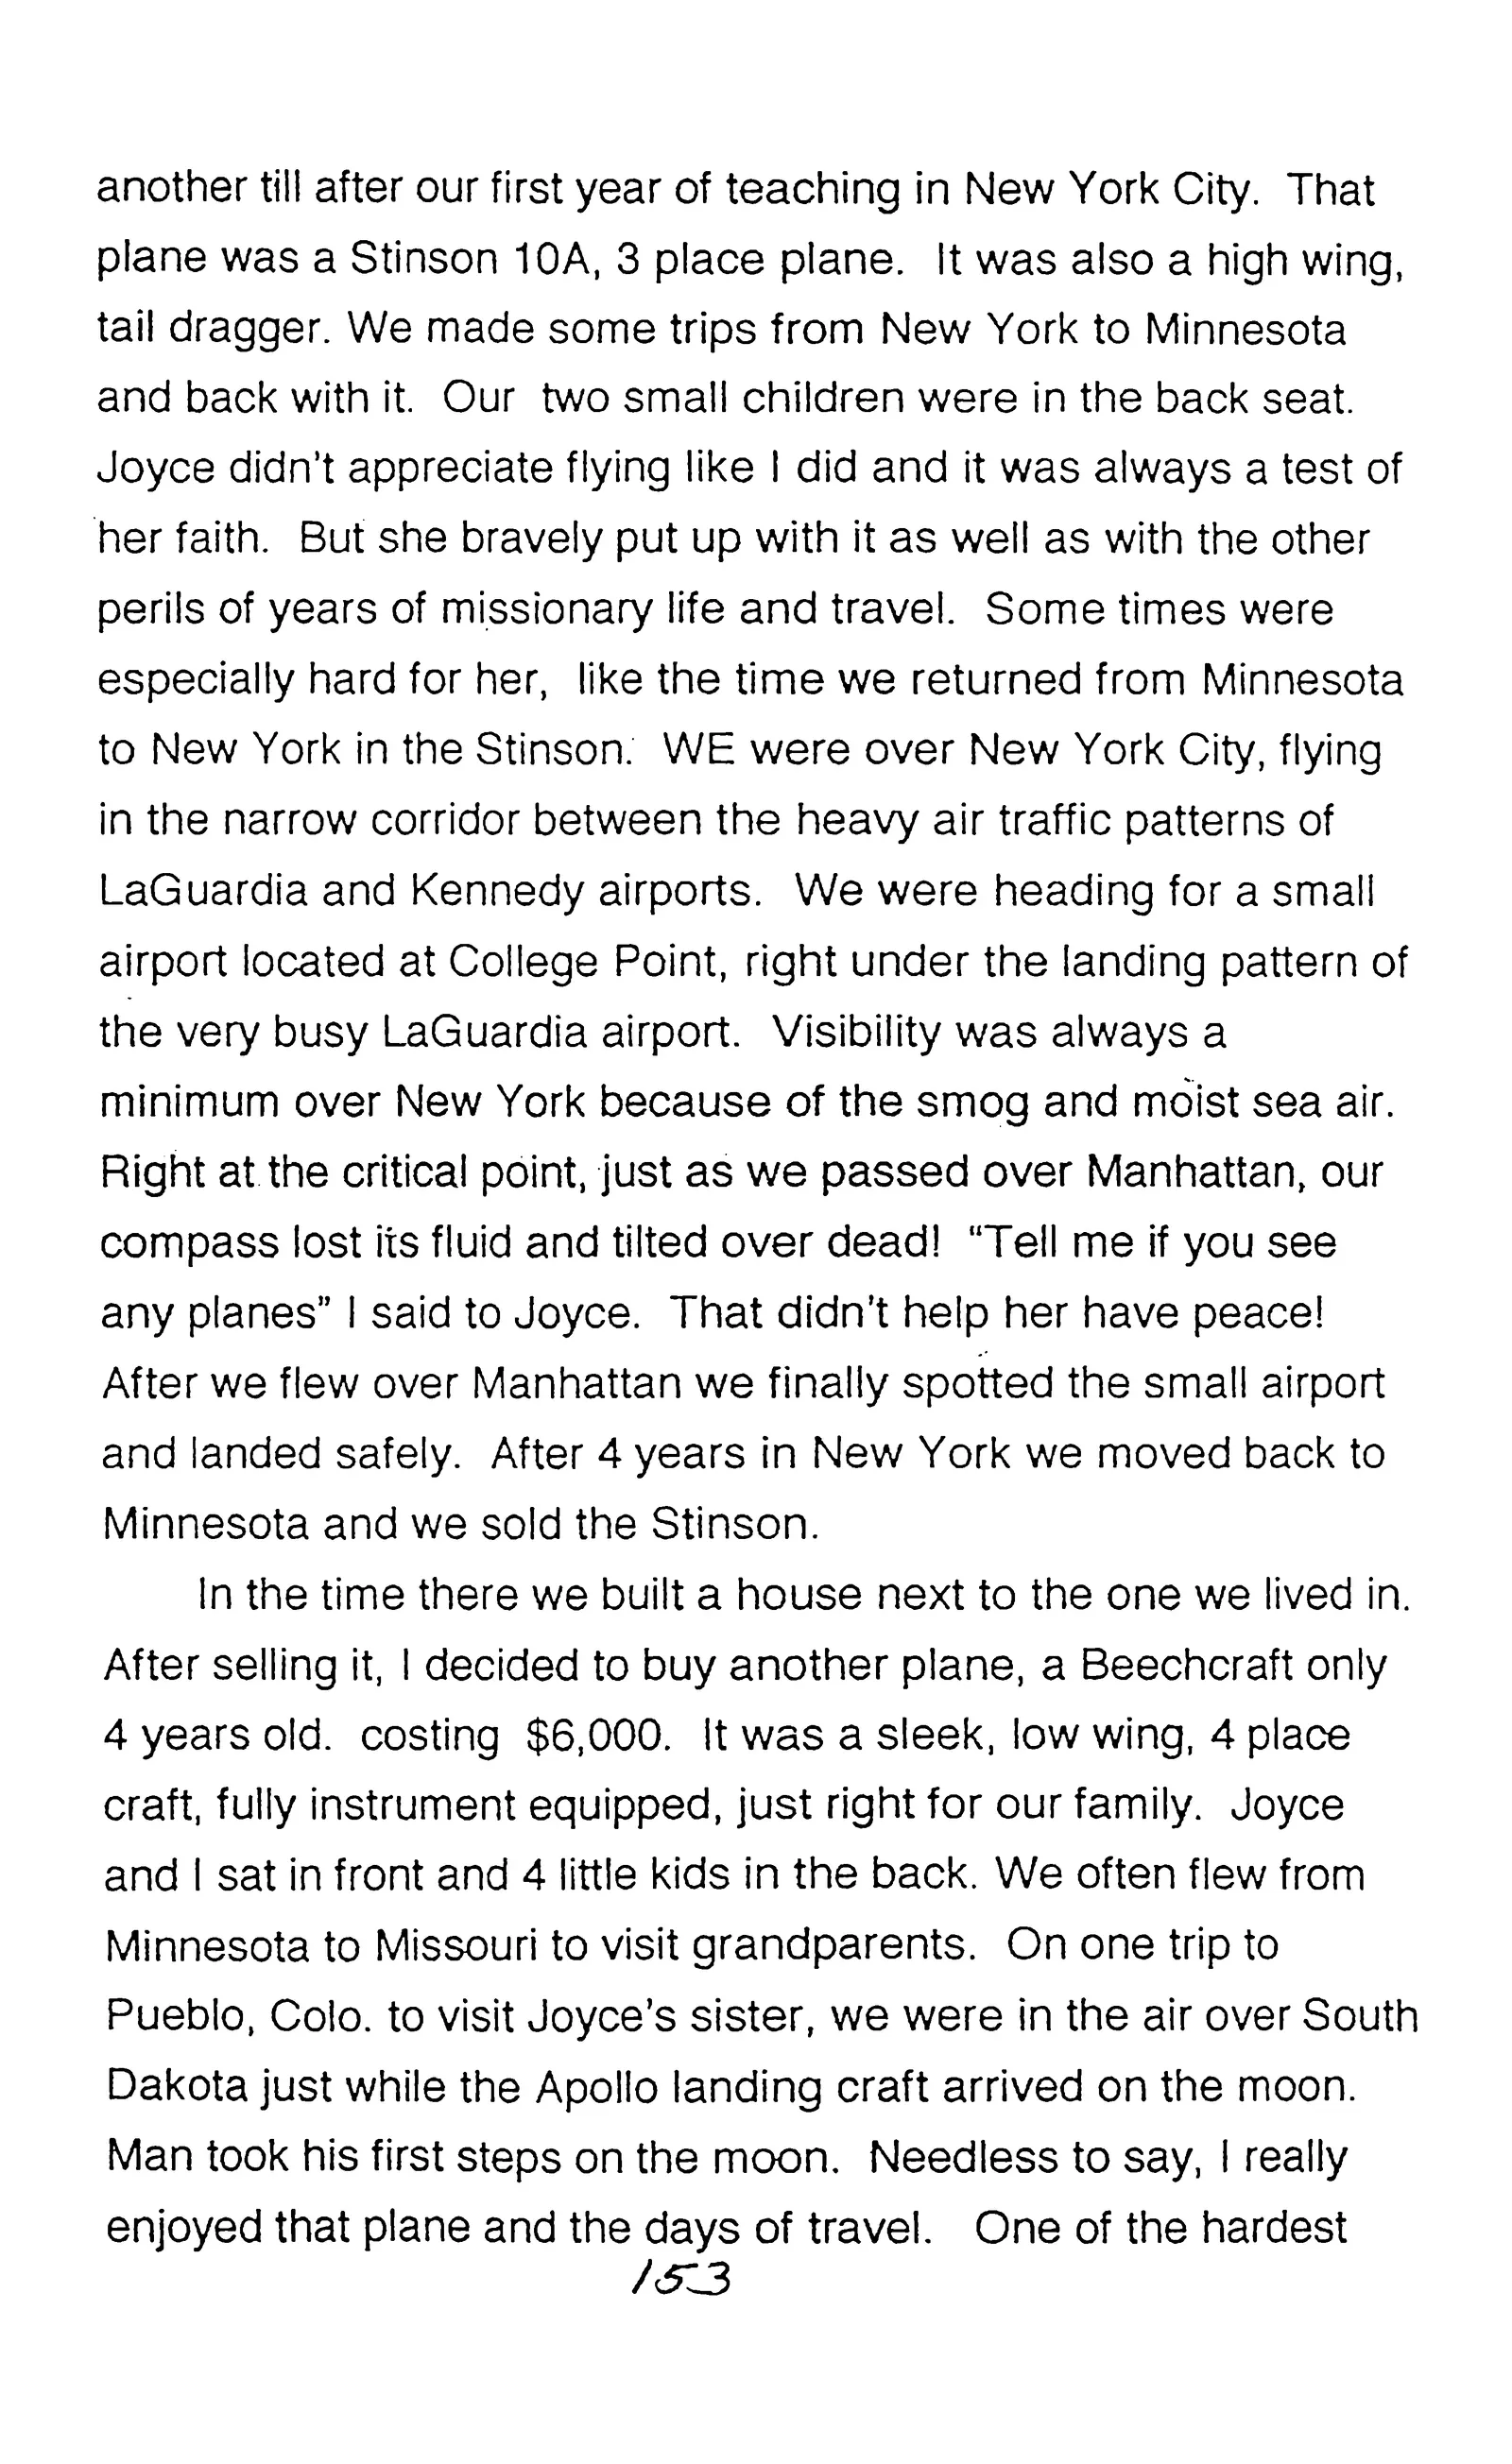 another till after our first year of teaching in New York City.  That
plane was a Stinson 10A, 3 place plane.  It was also a high wing,
tail dragger. We made some trips from New York to Minnesota
and back with it.  Our  two small children were in the back seat.
Joyce didn't appreciate flying like I did and it was always a test of
her faith.  But she bravely put up with it as well as with the other
perils of years of missionary life and travel.  Some times were
especially hard for her,  like the time we returned from Minnesota
to New York in the Stinson.  WE were over New York City, flying
in the narrow corridor between the heavy air traffic patterns of
LaGuardia and Kennedy airports.  We were heading for a small
airport located at College Point, right under the landing pattern of
the very busy LaGuardia airport.  Visibility was always a
minimum over New York because of the smog and moist sea air.
Right at the critical point, just as we passed over Manhattan, our
compass lost its fluid and tilted over dead!  “Tell me if you see
any planes” I said to Joyce.  That didn't help her have peace!
After we flew over Manhattan we finally spotted the small airport
and landed safely.  After 4 years in New York we moved back to
Minnesota and we sold the Stinson.
In the time there we built a house next to the one we lived in.
After selling it, I decided to buy another plane, a Beechcraft only
4 years old.  costing  $6,000.  It was a sleek, low wing, 4 place
craft, fully instrument equipped, just right for our family.  Joyce
and I sat in front and 4 little kids in the back. We often flew from
Minnesota to Missouri to visit grandparents.  On one trip to
Pueblo, Colo. to visit Joyce's sister, we were in the air over South
Dakota just while the Apollo landing craft arrived on the moon.
Man took his first steps on the moon.  Needless to say, I really
enjoyed that plane and the days of travel.   One of the hardest
153